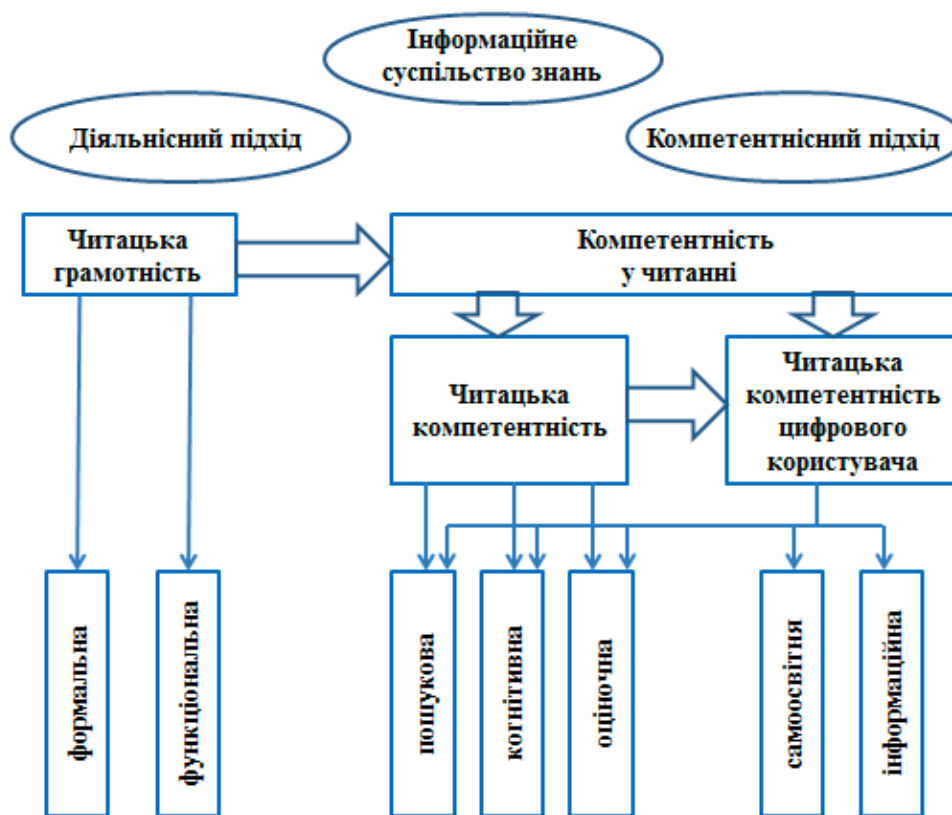 Інформаційне
суспільство знань
Діяльнісний підхід
Компетентнісний підхід
Читацька
грамотність
Компетентність
у читанні
Читацька
компетентність
Читацька
компетентність
цифрового
користувача
формальна
функціональна
пошукова
когнітивна
оціночна
самоосвітня
інформаційна